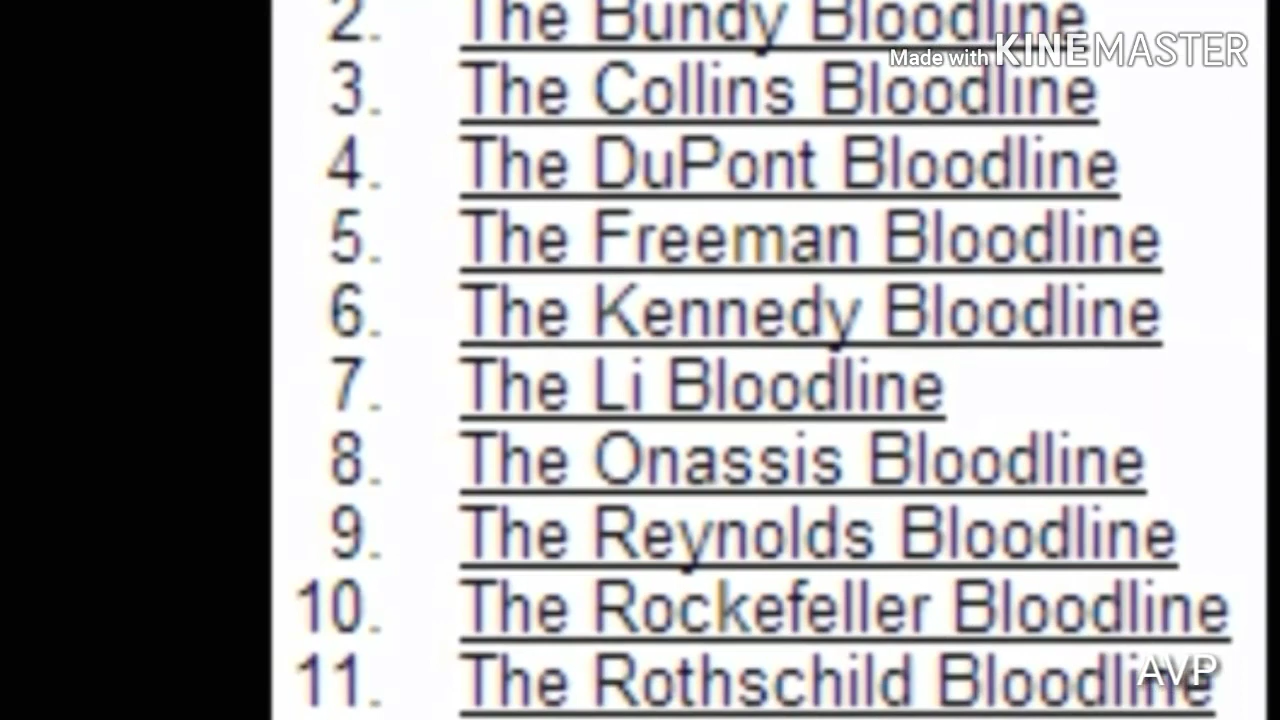 2. The Bundy Bloodline
Made with KINEMASTER
3. The Collins Bloodline
4. The DuPont Bloodline
5. The Freeman Bloodline
6. The Kennedy Bloodline
7. The Li Bloodline
8. The Onassis Bloodline
9. The Reynolds Bloodline
10. The Rockefeller Bloodline
11. The Rothschild Bloodline
AVP